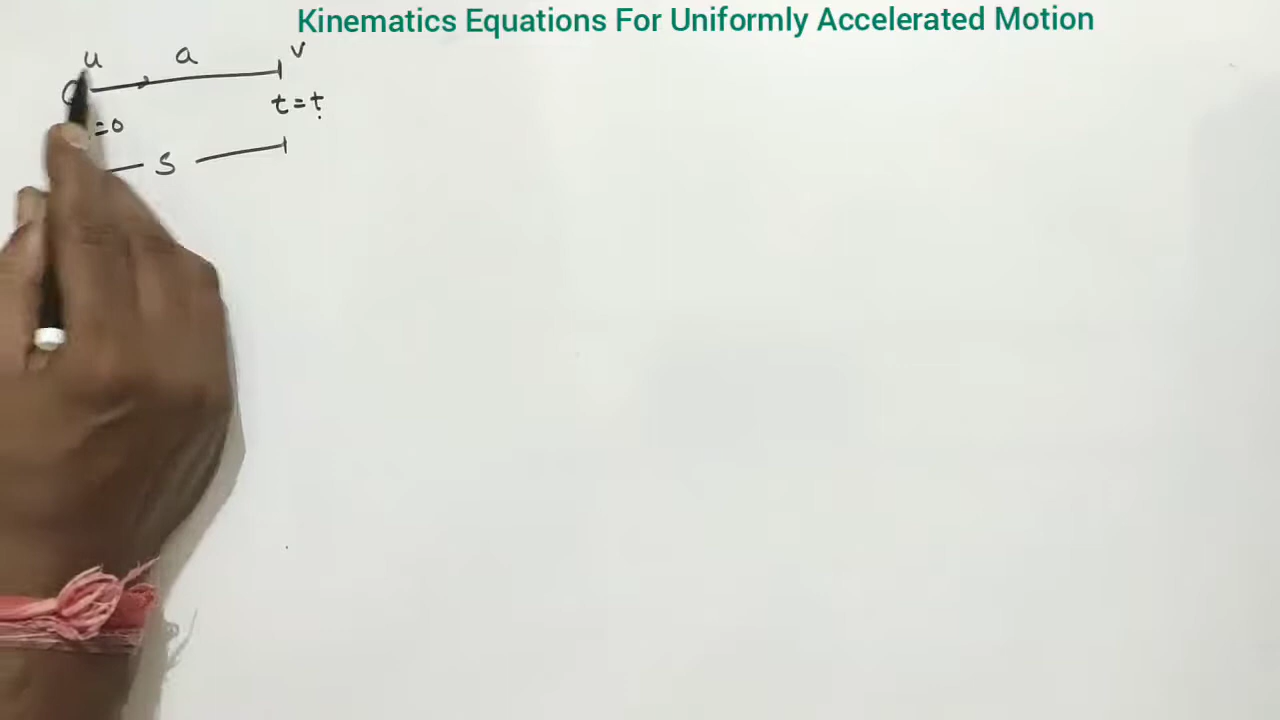 Kinematics Equations For Uniformly Accelerated Motion
u a v
t=t
=0
S